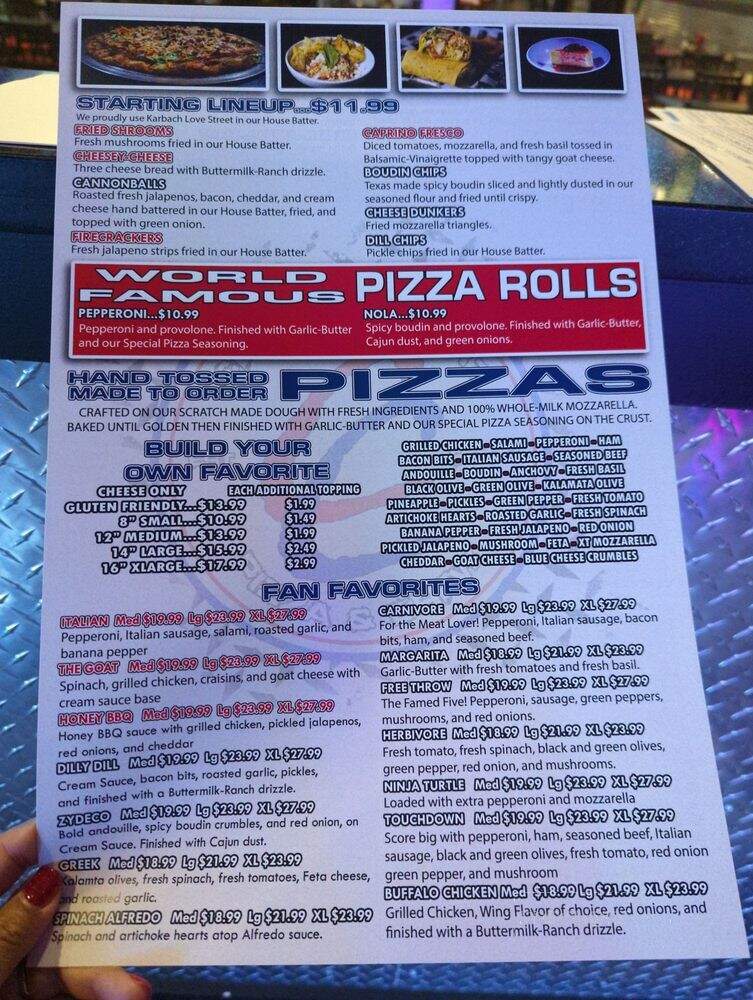 STARTING LINEUP...$11.99
We proudly use Karbach Love Street in our House Batter.
FRIED SHROOMS
Fresh mushrooms fried in our House Batter.
CHEESEY CHEESE
Three cheese bread with Buttermilk-Ranch drizzle.
CANNONBALLS
Roasted fresh jalapenos, bacon, cheddar, and cream
cheese hand battered in our House Batter, fried, and
topped with green onion.
FIRECRACKERS
Fresh jalapeno strips fried in our House Batter.
CAPRINO FRESCO
Diced tomatoes, mozzarella, and fresh basil tossed in
Balsamic-Vinaigrette topped with tangy goat cheese.
BOUDIN CHIPS
Texas made spicy boudin sliced and lightly dusted in our
seasoned flour and fried until crispy.
CHEESE DUNKERS
Fried mozzarella triangles.
DILL CHIPS
Pickle chips fried in our House Batter.
WORLD
FAMOUS PIZZA ROLLS
PEPPERONI...$10.99
Pepperoni and provolone. Finished with Garlic-Butter
and our Special Pizza Seasoning.
NOLA...$10.99
Spicy boudin and provolone. Finished with Garlic-Butter,
Cajun dust, and green onions.
HAND TOSSED
MADE TO ORDER PIZZAS
CRAFTED ON OUR SCRATCH MADE DOUGH WITH FRESH INGREDIENTS AND 100% WHOLE-MILK MOZZARELLA.
BAKED UNTIL GOLDEN THEN FINISHED WITH GARLIC-BUTTER AND OUR SPECIAL PIZZA SEASONING ON THE CRUST.
BUILD YOUR
OWN FAVORITE
CHEESE ONLY EACH ADDITIONAL TOPPING
GLUTEN FRIENDLY...$13.99 $1.99
8" SMALL...$10.99 $1.49
12" MEDIUM...$13.99 $1.99
14" LARGE...$15.99 $2.49
16" XLARGE...$17.99 $2.99
GRILLED CHICKEN-SALAMI-PEPPERONI-HAM
BACON BITS-ITALIAN SAUSAGE-SEASONED BEEF
ANDOUILLE-BOUDIN-ANCHOVY-FRESH BASIL
BLACK OLIVE-GREEN OLIVE-KALAMATA OLIVE
PINEAPPLE-PICKLES-GREEN PEPPER-FRESH TOMATO
ARTICHOKE HEARTS-ROASTED GARLIC-FRESH SPINACH
BANANA PEPPER-FRESH JALAPENO-RED ONION
PICKLED JALAPENO-MUSHROOM-FETA-XT MOZZARELLA
CHEDDAR-GOAT CHEESE-BLUE CHEESE CRUMBLES
FAN FAVORITES
ITALIAN Med $19.99 Lg $23.99 XL $27.99
Pepperoni, Italian sausage, salami, roasted garlic, and
banana pepper
THE GOAT Med $19.99 Lg $23.99 XL $27.99
Spinach, grilled chicken, craisins, and goat cheese with
cream sauce base
HONEY BBQ Med $19.99 Lg $23.99 XL $27.99
Honey BBQ sauce with grilled chicken, pickled jalapenos,
red onions, and cheddar
DILLY DILL Med $19.99 Lg $23.99 XL $27.99
Cream Sauce, bacon bits, roasted garlic, pickles,
and finished with a Buttermilk-Ranch drizzle.
ZYDECO Med $19.99 Lg $23.99 XL $27.99
Bold andouille, spicy boudin crumbles, and red onion, on
Cream Sauce. Finished with Cajun dust.
GREEK Med $18.99 Lg $21.99 XL $23.99
Kalamta olives, fresh spinach, fresh tomatoes, Feta cheese,
and roasted garlic.
SPINACH ALFREDO Med $18.99 Lg $21.99 XL $23.99
Spinach and artichoke hearts atop Alfredo sauce.
CARNIVORE Med $19.99 Lg $23.99 XL $27.99
For the Meat Lover! Pepperoni, Italian sausage, bacon
bits, ham, and seasoned beef.
MARGARITA Med $18.99 Lg $21.99 XL $23.99
Garlic-Butter with fresh tomatoes and fresh basil.
FREE THROW Med $19.99 Lg $23.99 XL $27.99
The Famed Five! Pepperoni, sausage, green peppers,
mushrooms, and red onions.
HERBIVORE Med $18.99 Lg $21.99 XL $23.99
Fresh tomato, fresh spinach, black and green olives,
green pepper, red onion, and mushrooms.
NINJA TURTLE Med $19.99 Lg $23.99 XL $27.99
Loaded with extra pepperoni and mozzarella
TOUCHDOWN Med $19.99 Lg $23.99 XL $27.99
Score big with pepperoni, ham, seasoned beef, Italian
sausage, black and green olives, fresh tomato, red onion
green pepper, and mushroom
BUFFALO CHICKEN Med $18.99 Lg $21.99 XL $23.99
Grilled Chicken, Wing Flavor of choice, red onions, and
finished with a Buttermilk-Ranch drizzle.